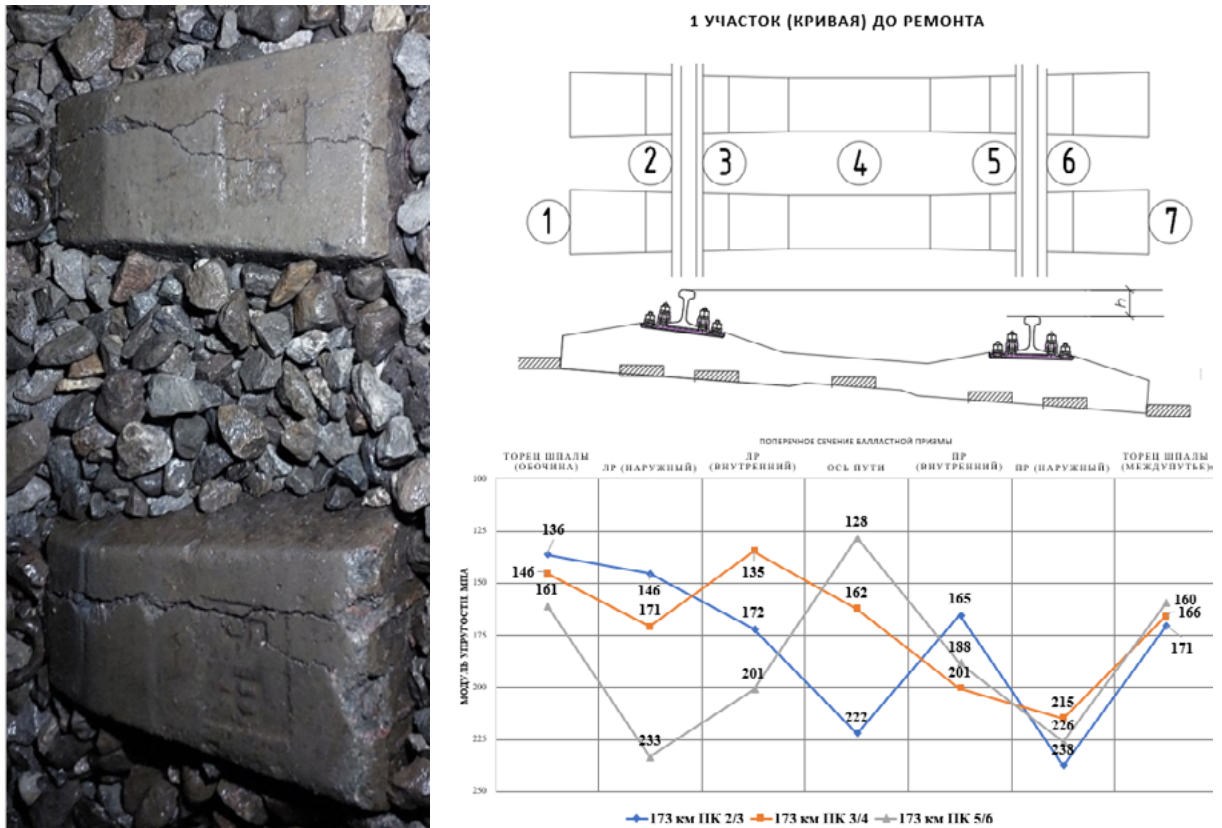 1 УЧАСТОК (КРИВАЯ) ДО РЕМОНТА
2
3
4
5
6
1
7
h
ПОПЕРЕЧНОЕ СЕЧЕНИЕ БАЛЛАСТНОЙ ПРИЗМЫ
ТОРЕЦ ШПАЛЫ (ОБОЧИНА)
ЛР (НАРУЖНЫЙ)
ЛР (ВНУТРЕННИЙ)
ОСЬ ПУТИ
ПР (ВНУТРЕННИЙ)
ПР (НАРУЖНЫЙ)
ТОРЕЦ ШПАЛЫ (МЕЖДУПУТЬЕ)
МОДУЛЬ УПРУГОСТИ, МПА
100
125
150
175
200
225
250
136
146
161
146
171
233
135
172
201
128
162
222
165
188
201
215
226
238
160
166
171
173 км ПК 2/3
173 км ПК 3/4
173 км ПК 5/6